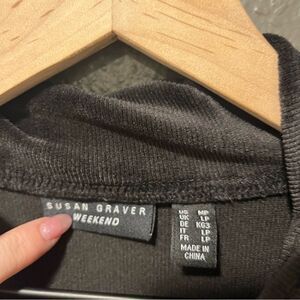 SUSAN GRAVER
WEEKEND
US MP
UK LP
DE KG3
IT LP
FR LP
MADE IN
CHINA